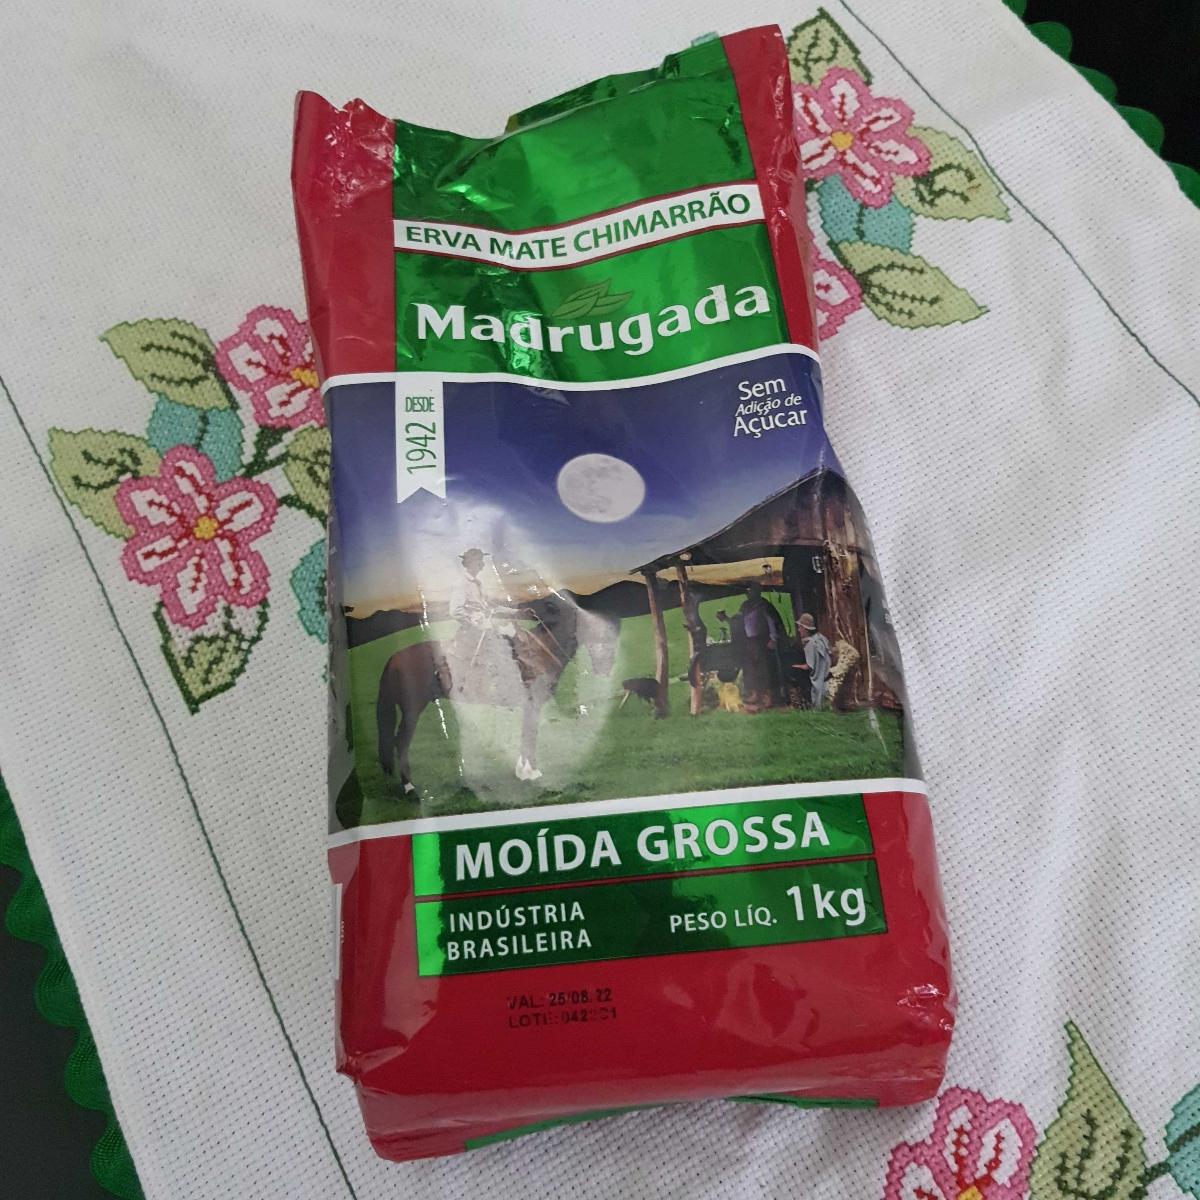 ERVA MATE CHIMARRÃO
Madrugada
DESDE
1942
Sem
Adição de
Açúcar
MOÍDA GROSSA
INDÚSTRIA
BRASILEIRA
PESO LÍQ. 1kg
VAL: 25/08/22